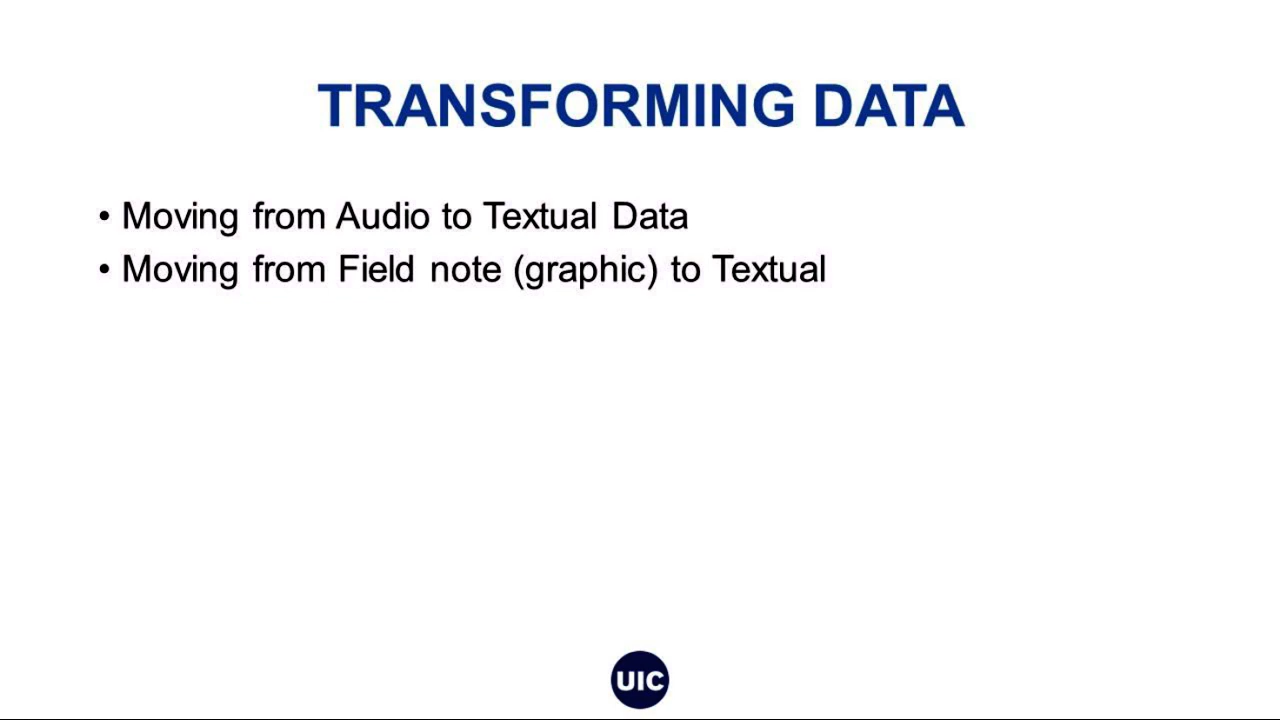 TRANSFORMING DATA
• Moving from Audio to Textual Data
• Moving from Field note (graphic) to Textual
UIC